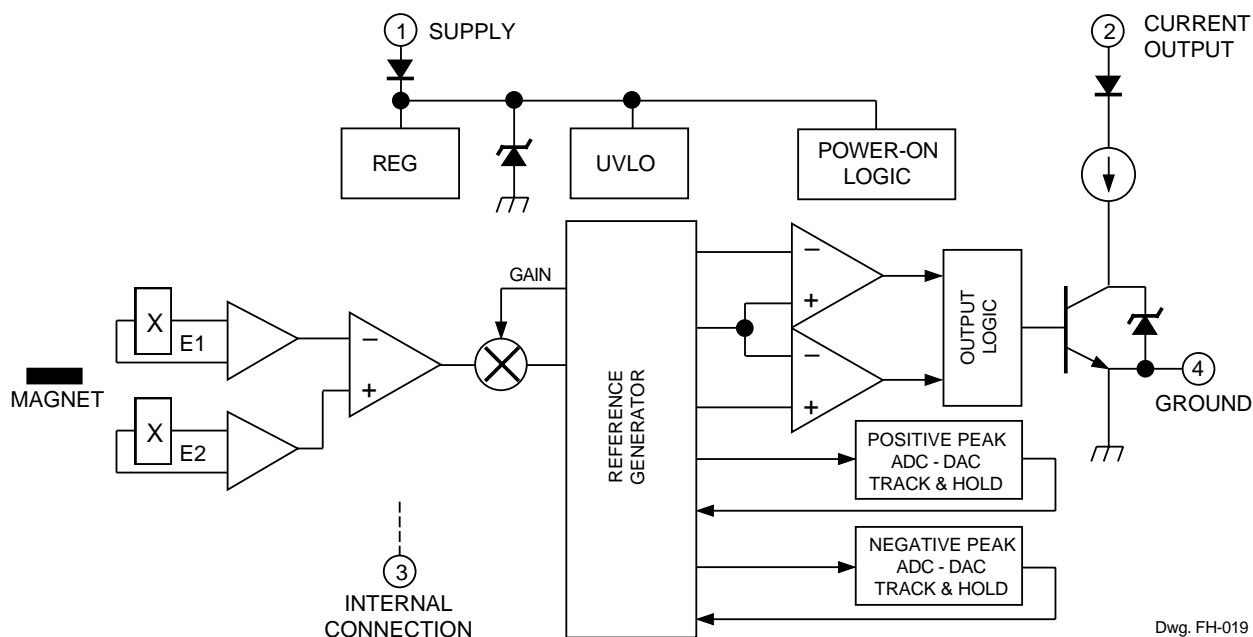 1 SUPPLY
2 CURRENT
OUTPUT
REG
UVLO
POWER-ON
LOGIC
GAIN
X
E1
−
+
MAGNET
X
E2
REFERENCE
GENERATOR
−
+
−
+
OUTPUT
LOGIC
4
GROUND
POSITIVE PEAK
ADC - DAC
TRACK & HOLD
NEGATIVE PEAK
ADC - DAC
TRACK & HOLD
3
INTERNAL
CONNECTION
Dwg. FH-019